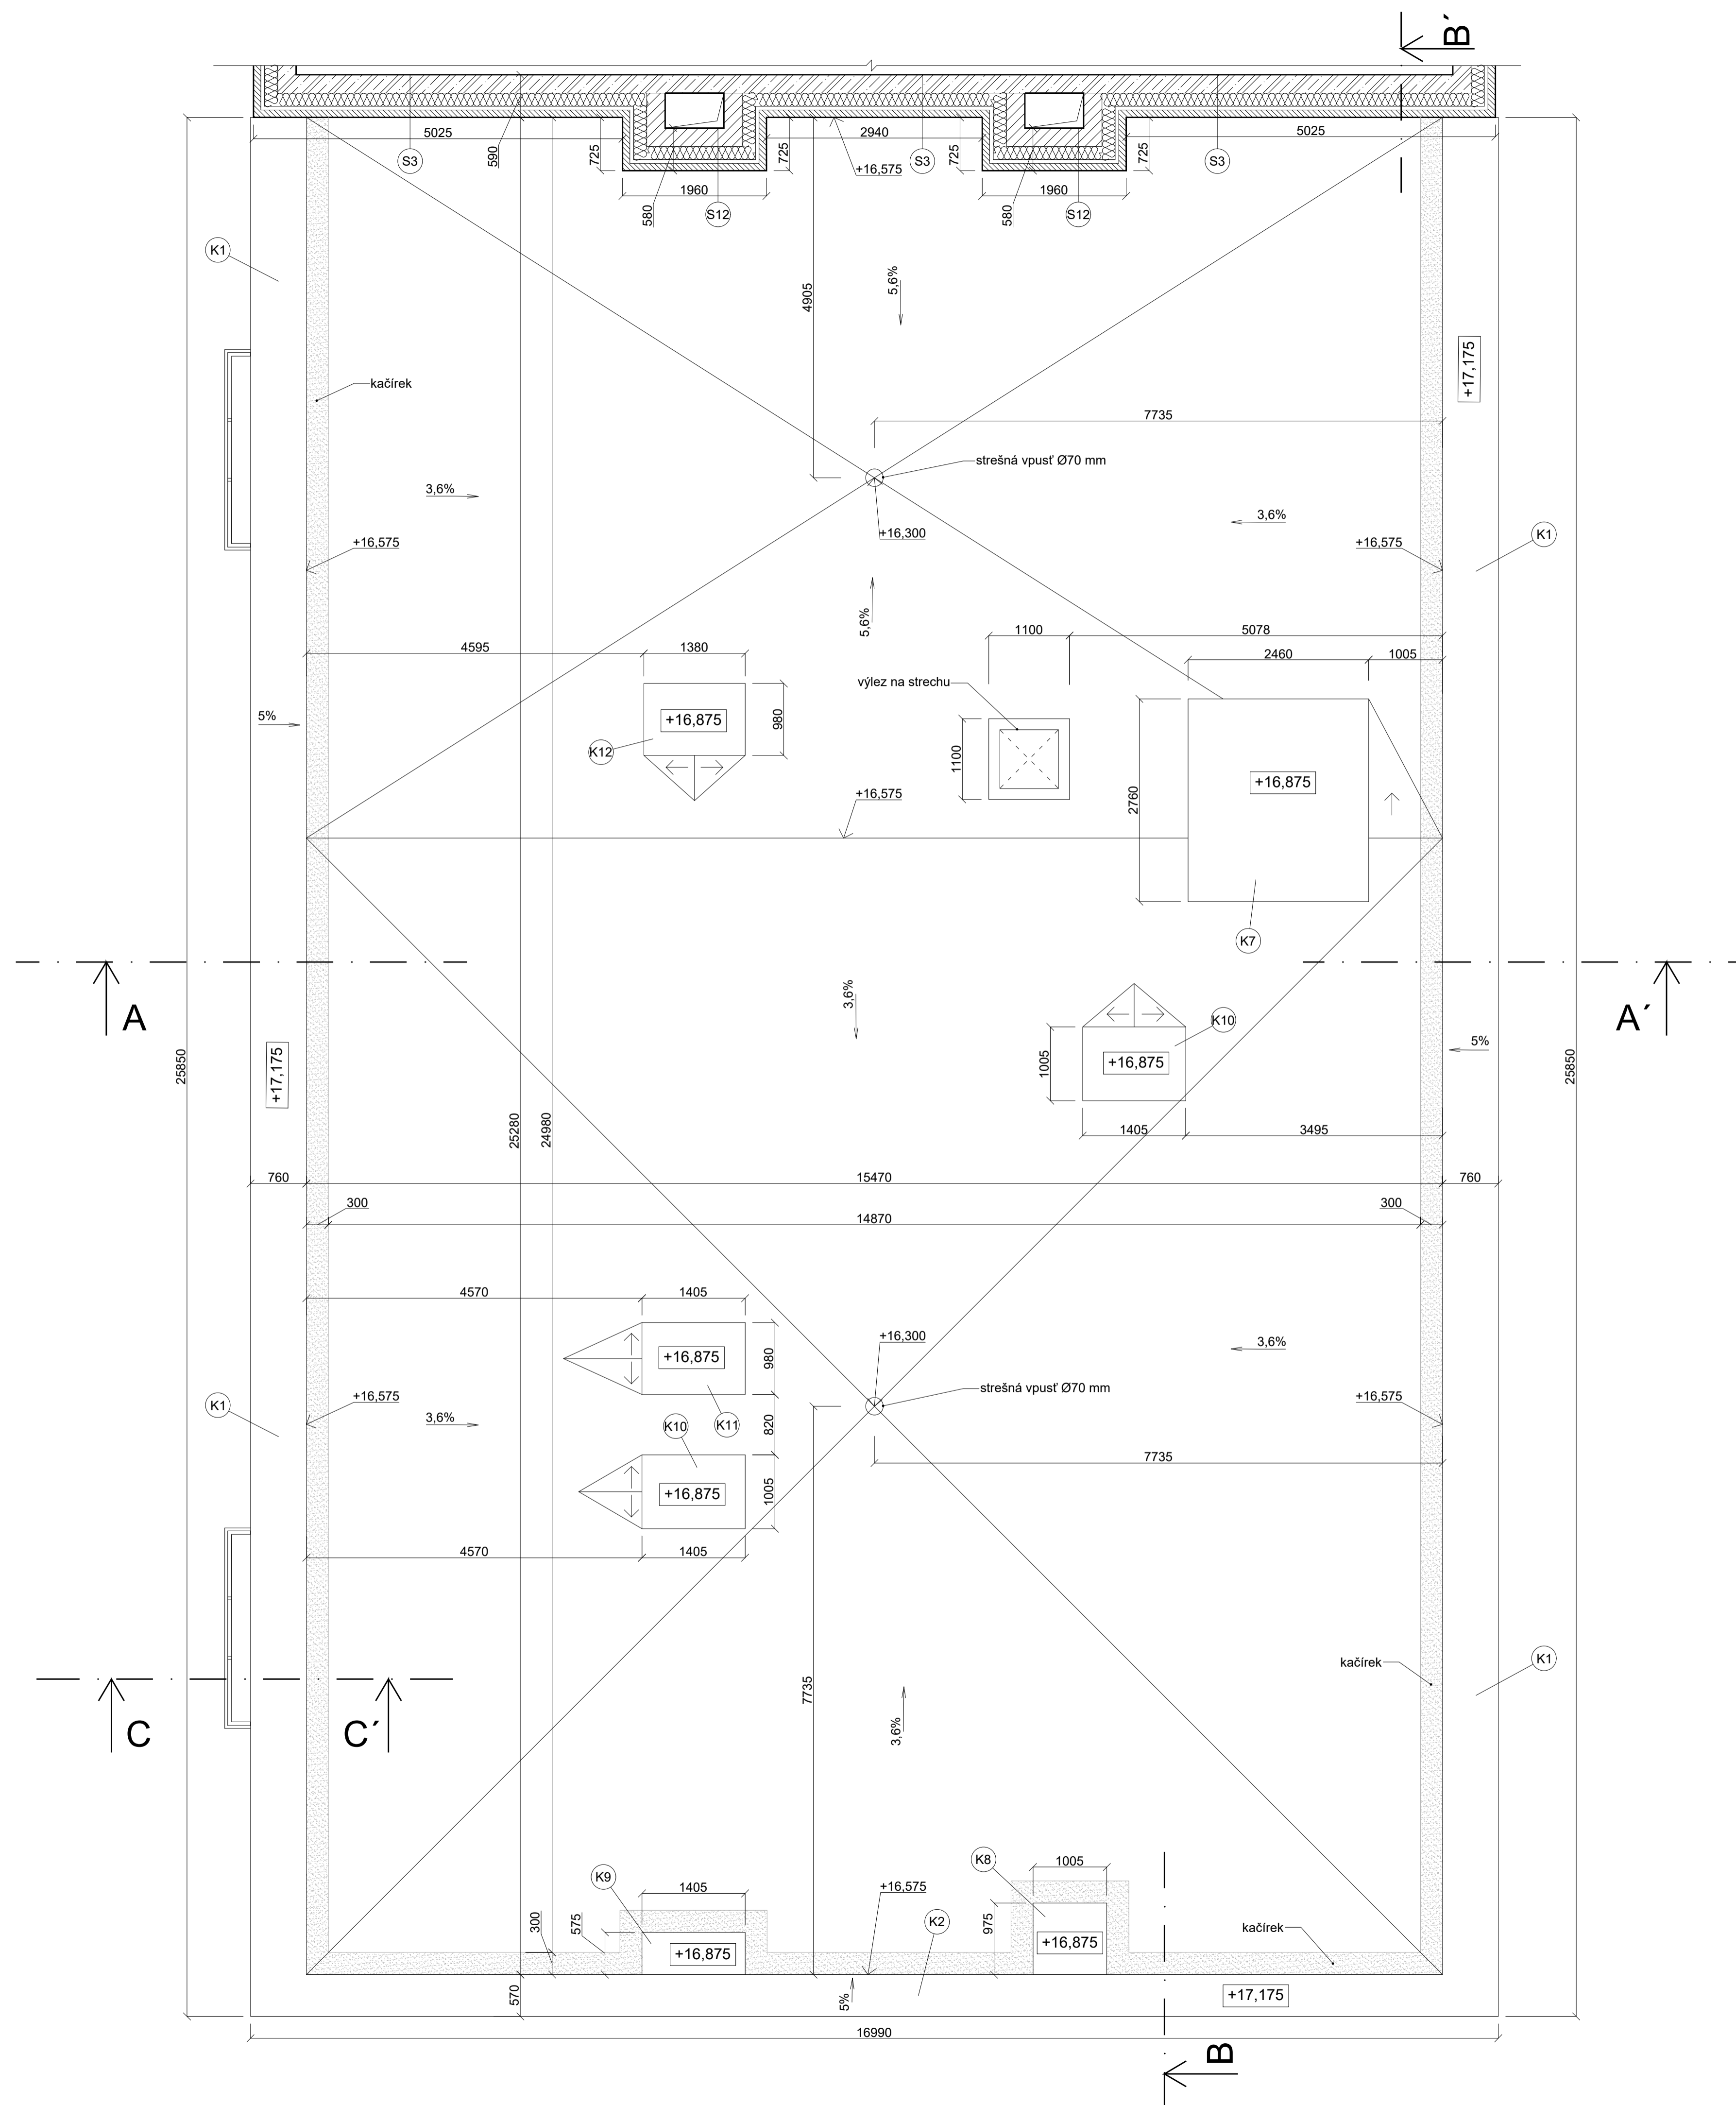 B´
5025
2940
5025
S3
590
725
725
+16,575
S3
725
725
S3
1960
1960
580
S12
580
S12
K1
4905
5,6%
+17,175
kačírek
7735
strešná vpusť Ø70 mm
3,6%
3,6%
+16,300
+16,575
+16,575
K1
5,6%
1100
5078
4595
1380
2460
1005
výlez na strechu
5%
+16,875
980
K12
1100
+16,875
2760
+16,575
K7
3,6%
A
A´
K10
5%
+16,875
1005
25850
+17,175
25850
25280
24980
1405
3495
760
15470
760
300
14870
300
4570
1405
+16,300
3,6%
+16,875
980
strešná vpusť Ø70 mm
+16,575
+16,575
K1
3,6%
K10
K11
820
7735
+16,875
1005
4570
1405
kačírek
K1
7735
C
C´
3,6%
K8
1005
K9
1405
+16,575
300
575
K2
975
kačírek
+16,875
+16,875
570
5%
+17,175
16990
B